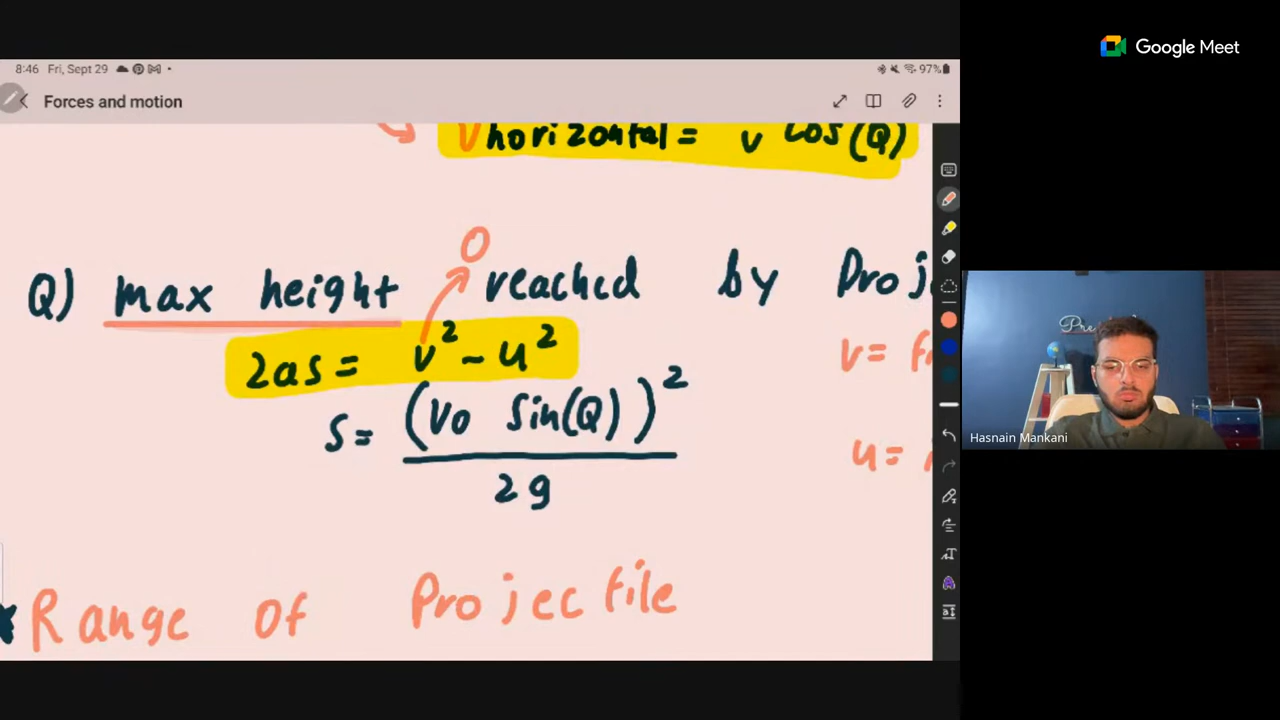 Google Meet
8:46 Fri, Sept 29
97%
Forces and motion
Vhorizontal = v cos(Q)
0
Q) max height reached by Proj
2as = v² - u²
v= f
S= (Vo Sin(Q))²
2g
u=
Range of Projectile
Hasnain Mankani